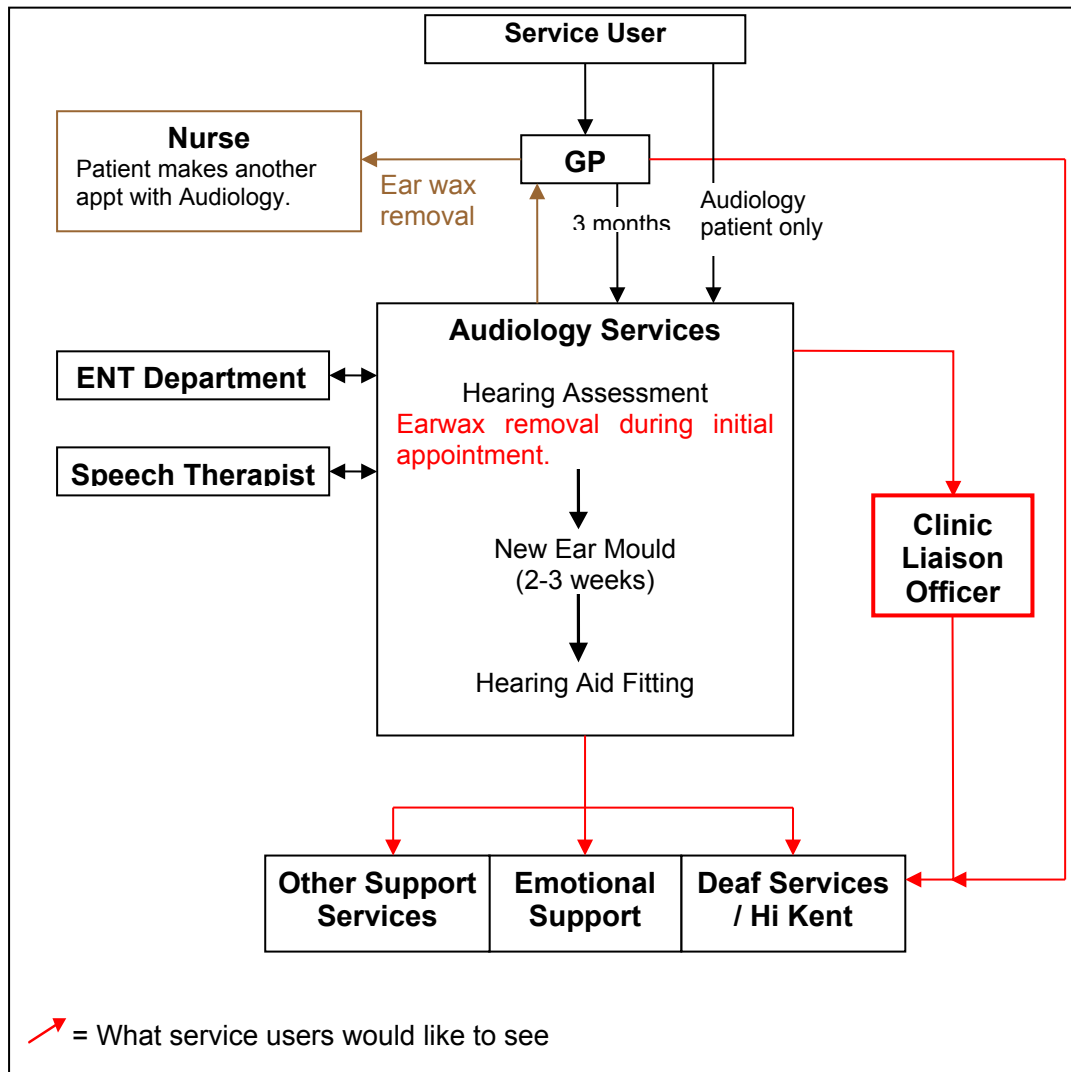 Service User
Nurse
Patient makes another
appt with Audiology.
GP
Ear wax
removal
3 months
Audiology
patient only
Audiology Services
ENT Department
Hearing Assessment
Earwax removal during initial
appointment.
Speech Therapist
New Ear Mould
(2-3 weeks)
Clinic
Liaison
Officer
Hearing Aid Fitting
Other Support
Services
Emotional
Support
Deaf Services
/ Hi Kent
= What service users would like to see